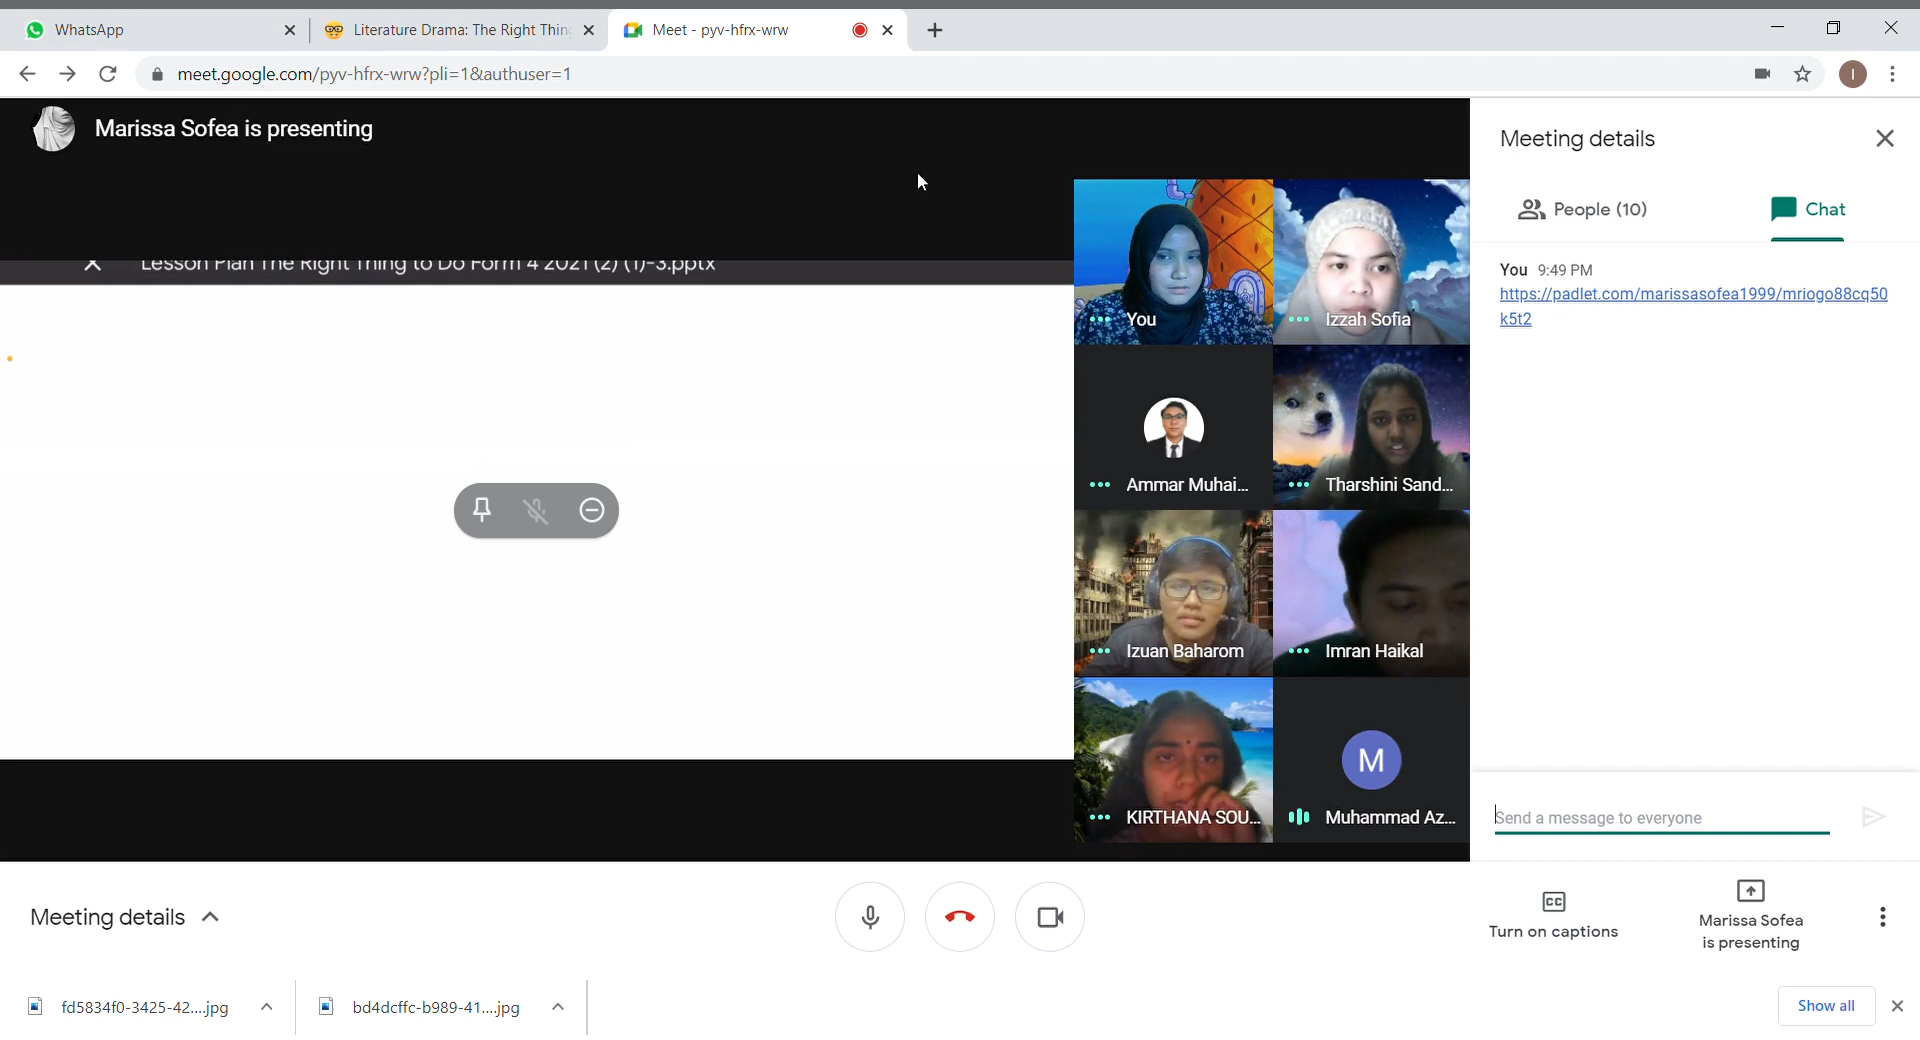 WhatsApp
Literature Drama: The Right Thin
Meet - pyv-hfrx-wrw
meet.google.com/pyv-hfrx-wrw?pli=1&authuser=1
I
Marissa Sofea is presenting
Lesson Plan The Right Thing to Do Form 4 2021 (2) (1)-3.pptx
You
Izzah Sofia
Ammar Muhai...
Tharshini Sand...
Izuan Baharom
Imran Haikal
KIRTHANA SOU...
M
Muhammad Az...
Meeting details
People (10)
Chat
You 9:49 PM
https://padlet.com/marissasofea1999/mriogo88cq50
k5t2
Send a message to everyone
Meeting details
CC
Turn on captions
Marissa Sofea
is presenting
fd5834f0-3425-42....jpg
bd4dcffc-b989-41....jpg
Show all